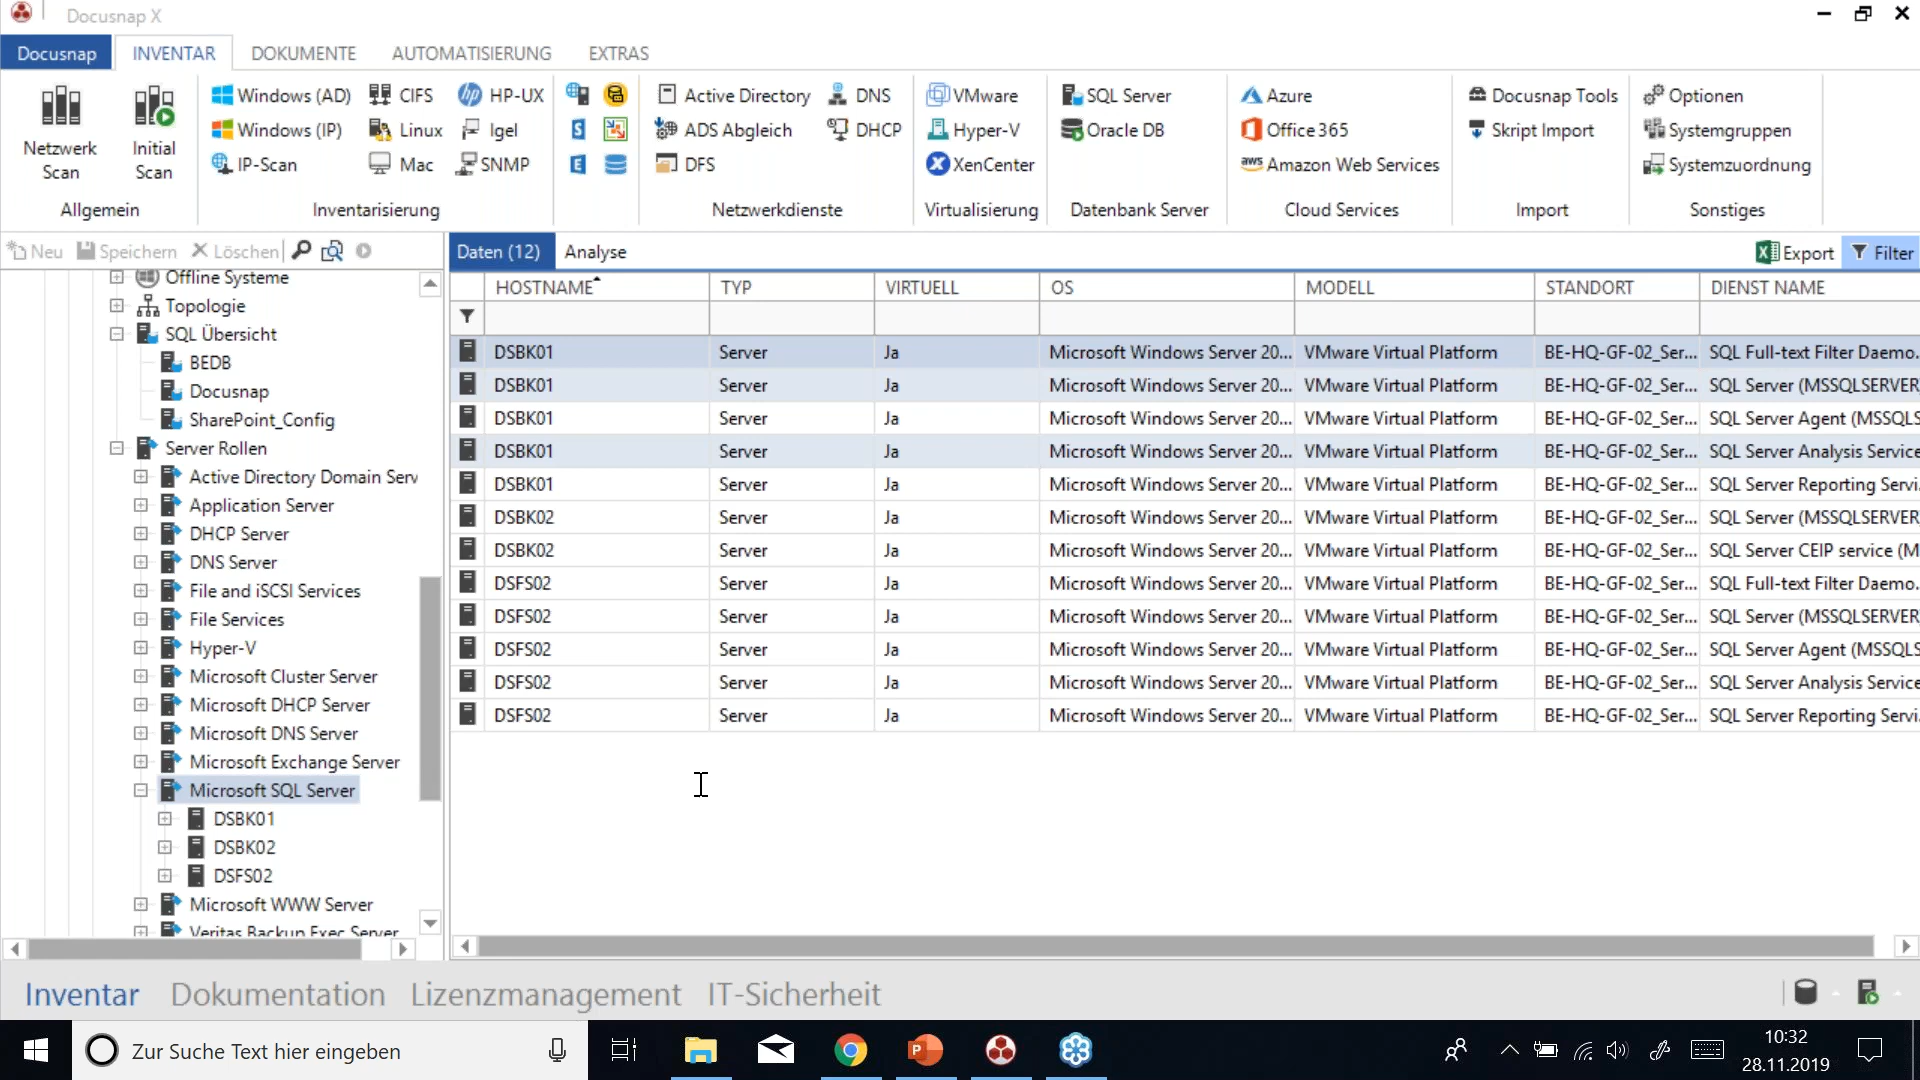 Docusnap X
Docusnap INVENTAR DOKUMENTE AUTOMATISIERUNG EXTRAS
Netzwerk Scan
Initial Scan
Allgemein
Windows (AD) CIFS HP-UX
Windows (IP) Linux Igel
IP-Scan Mac SNMP
Inventarisierung
Active Directory DNS
ADS Abgleich DHCP
DFS
Netzwerkdienste
VMware
Hyper-V
XenCenter
Virtualisierung
SQL Server
Oracle DB
Datenbank Server
Azure
Office 365
aws Amazon Web Services
Cloud Services
Docusnap Tools
Skript Import
Import
Optionen
Systemgruppen
Systemzuordnung
Sonstiges
Neu Speichern Löschen
Offline Systeme
Topologie
SQL Übersicht
BEDB
Docusnap
SharePoint_Config
Server Rollen
Active Directory Domain Serv
Application Server
DHCP Server
DNS Server
File and iSCSI Services
File Services
Hyper-V
Microsoft Cluster Server
Microsoft DHCP Server
Microsoft DNS Server
Microsoft Exchange Server
Microsoft SQL Server
DSBK01
DSBK02
DSFS02
Microsoft WWW Server
Veritas Backup Exec Server
Daten (12) Analyse Export Filter
HOSTNAME TYP VIRTUELL OS MODELL STANDORT DIENST NAME
DSBK01 Server Ja Microsoft Windows Server 20... VMware Virtual Platform BE-HQ-GF-02_Ser... SQL Full-text Filter Daemo...
DSBK01 Server Ja Microsoft Windows Server 20... VMware Virtual Platform BE-HQ-GF-02_Ser... SQL Server (MSSQLSERVER
DSBK01 Server Ja Microsoft Windows Server 20... VMware Virtual Platform BE-HQ-GF-02_Ser... SQL Server Agent (MSSQLS
DSBK01 Server Ja Microsoft Windows Server 20... VMware Virtual Platform BE-HQ-GF-02_Ser... SQL Server Analysis Service
DSBK01 Server Ja Microsoft Windows Server 20... VMware Virtual Platform BE-HQ-GF-02_Ser... SQL Server Reporting Servi...
DSBK02 Server Ja Microsoft Windows Server 20... VMware Virtual Platform BE-HQ-GF-02_Ser... SQL Server (MSSQLSERVER
DSBK02 Server Ja Microsoft Windows Server 20... VMware Virtual Platform BE-HQ-GF-02_Ser... SQL Server CEIP service (M
DSFS02 Server Ja Microsoft Windows Server 20... VMware Virtual Platform BE-HQ-GF-02_Ser... SQL Full-text Filter Daemo...
DSFS02 Server Ja Microsoft Windows Server 20... VMware Virtual Platform BE-HQ-GF-02_Ser... SQL Server (MSSQLSERVER
DSFS02 Server Ja Microsoft Windows Server 20... VMware Virtual Platform BE-HQ-GF-02_Ser... SQL Server Agent (MSSQLS
DSFS02 Server Ja Microsoft Windows Server 20... VMware Virtual Platform BE-HQ-GF-02_Ser... SQL Server Analysis Service
DSFS02 Server Ja Microsoft Windows Server 20... VMware Virtual Platform BE-HQ-GF-02_Ser... SQL Server Reporting Servi...
Inventar Dokumentation Lizenzmanagement IT-Sicherheit
Zur Suche Text hier eingeben
10:32
28.11.2019